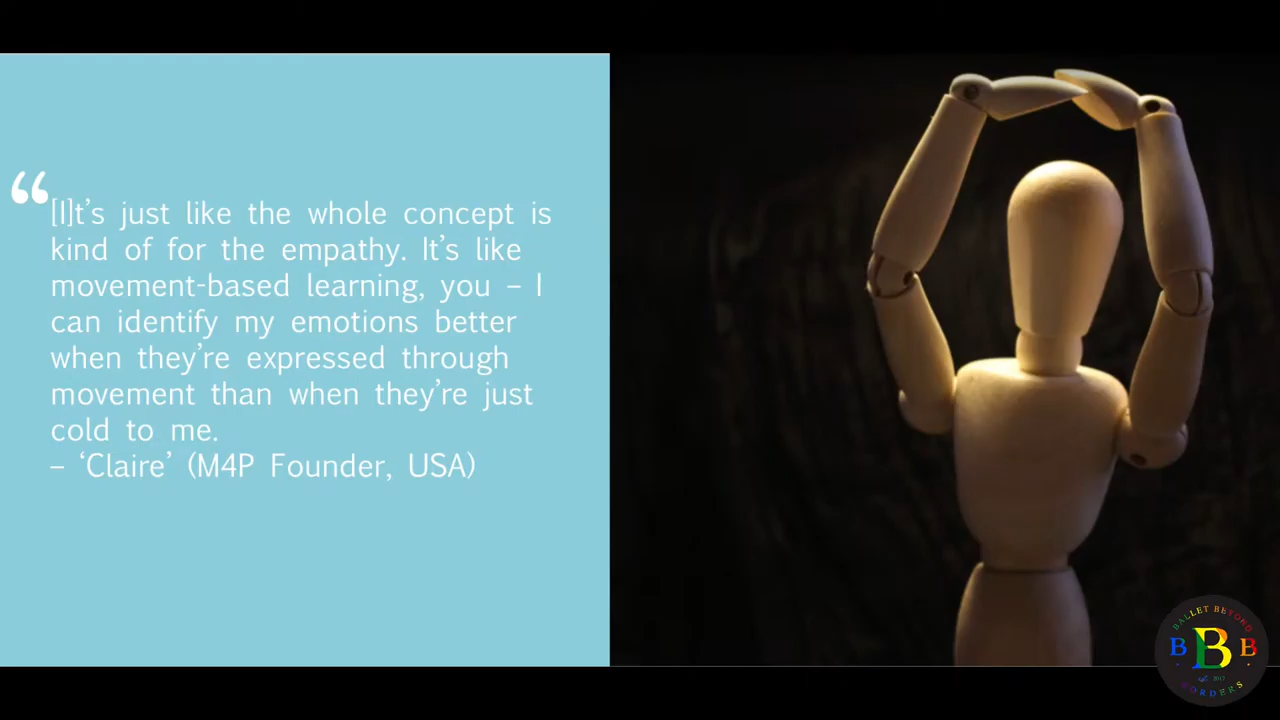 “[I]t’s just like the whole concept is
kind of for the empathy. It’s like
movement-based learning, you – I
can identify my emotions better
when they’re expressed through
movement than when they’re just
cold to me.
– ‘Claire’ (M4P Founder, USA)
BALLET BEYOND
B B B
BORDERS